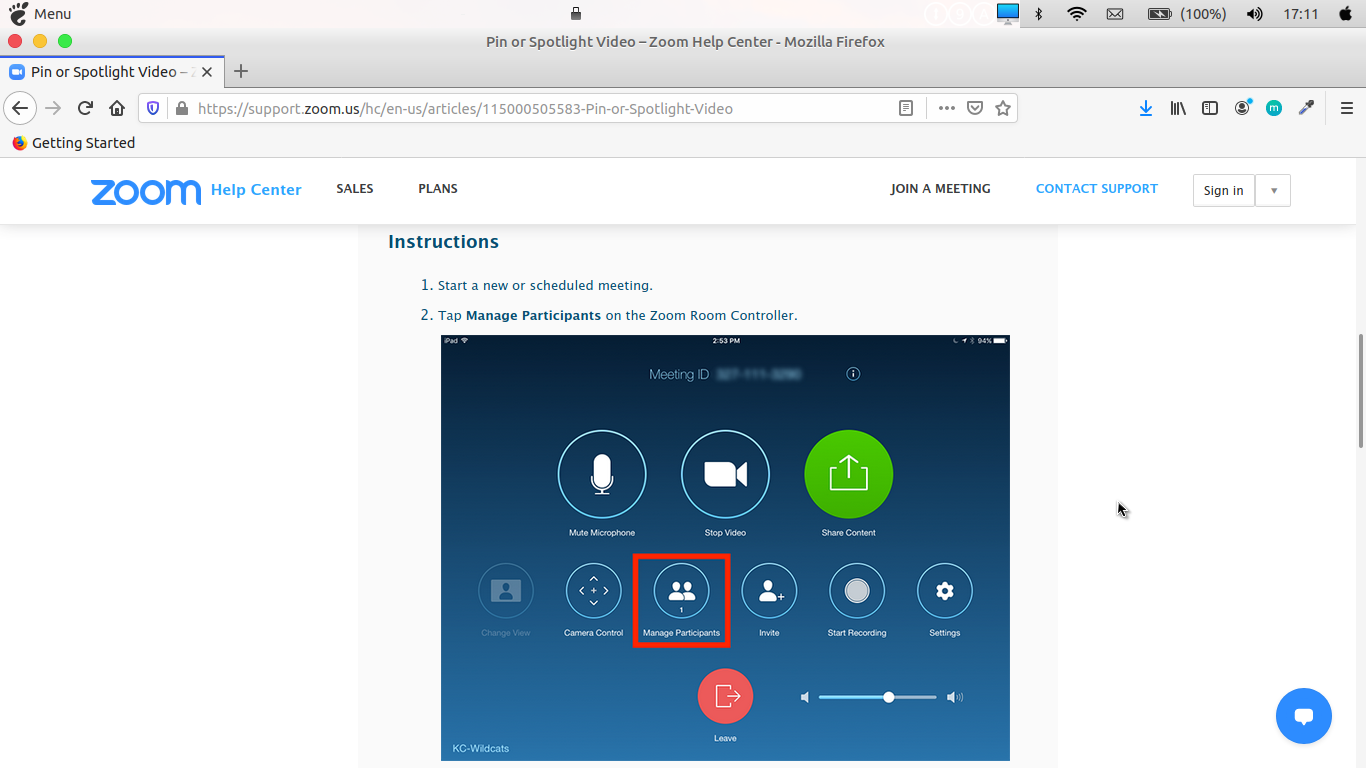 Menu
(100%)
17:11
Pin or Spotlight Video – Zoom Help Center - Mozilla Firefox
Pin or Spotlight Video –
https://support.zoom.us/hc/en-us/articles/115000505583-Pin-or-Spotlight-Video
m
Getting Started
zoom Help Center SALES PLANS JOIN A MEETING CONTACT SUPPORT Sign in
Instructions
1. Start a new or scheduled meeting.
2. Tap Manage Participants on the Zoom Room Controller.
iPad 2:53 PM 94%
Meeting ID
Mute Microphone Stop Video Share Content
1
Change View Camera Control Manage Participants Invite Start Recording Settings
Leave
KC-Wildcats